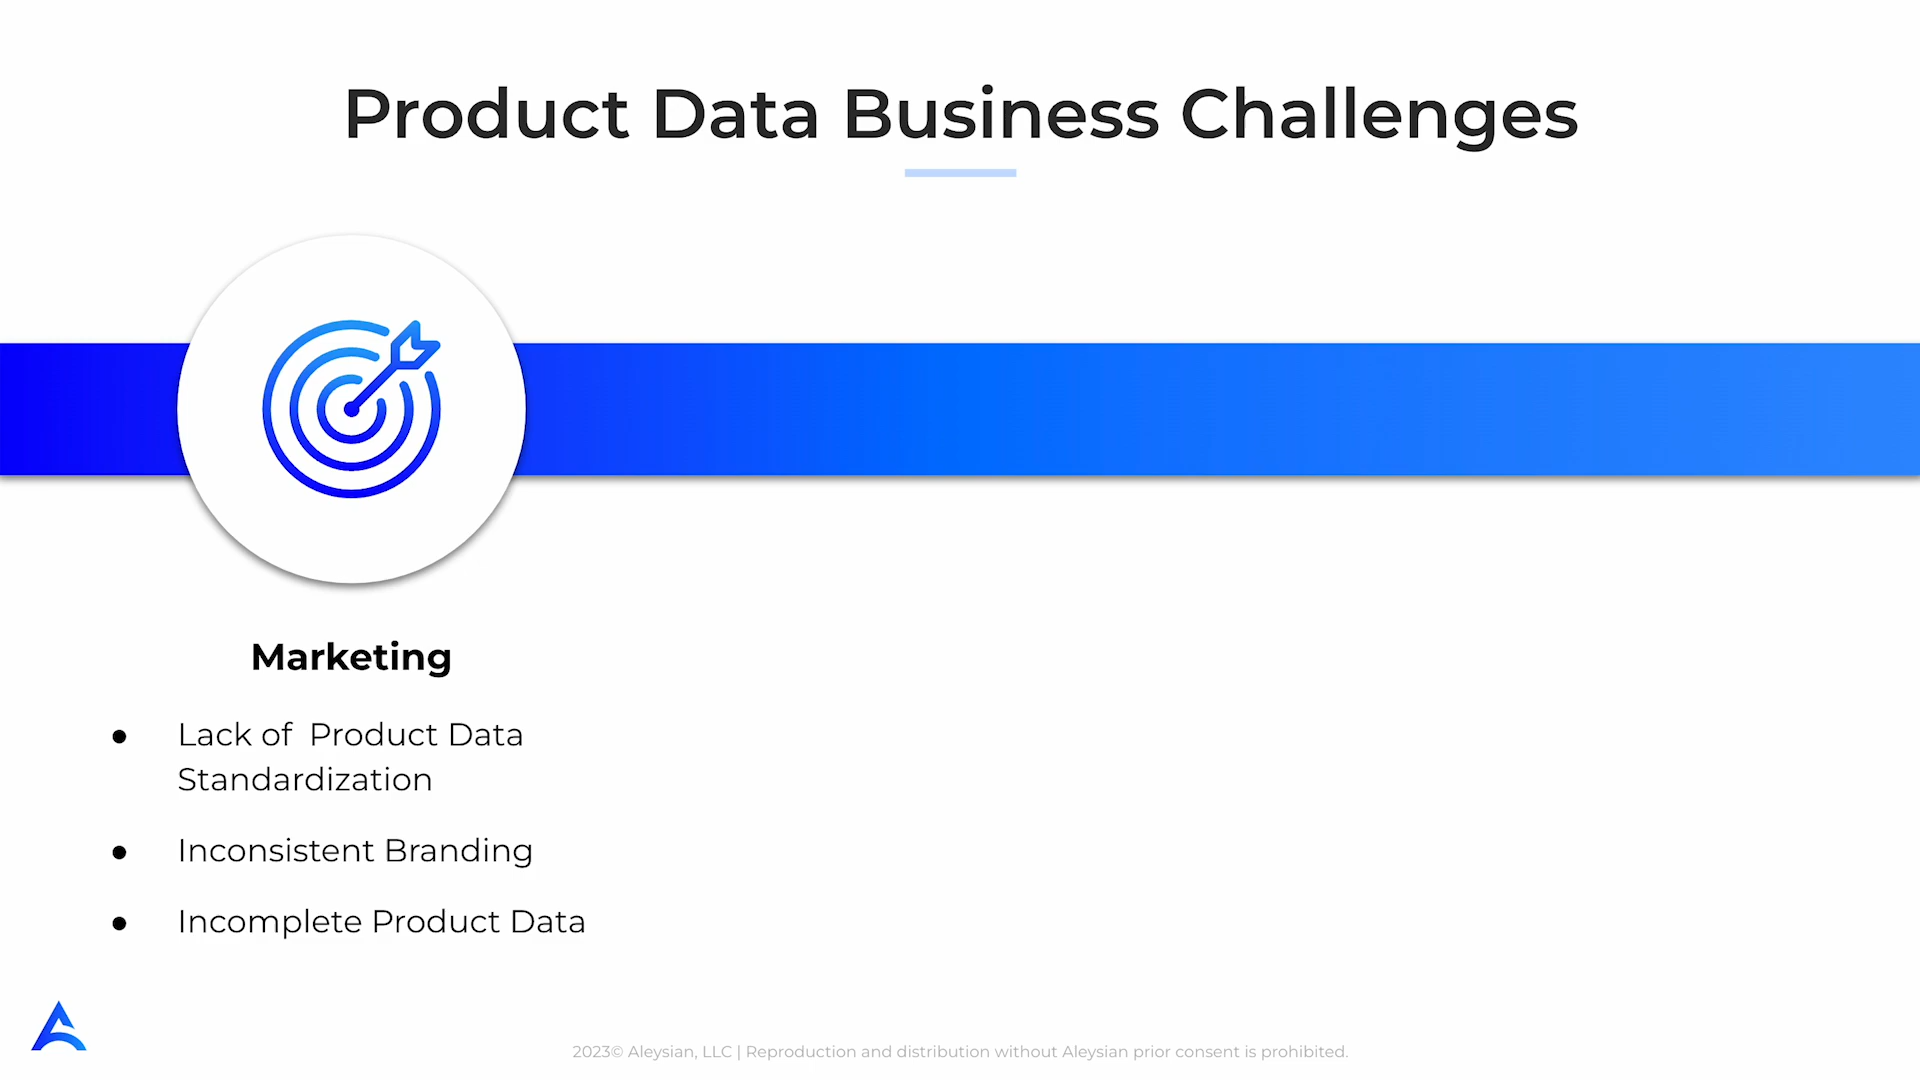 Product Data Business Challenges
Marketing
● Lack of  Product Data
Standardization
● Inconsistent Branding
● Incomplete Product Data
2023© Aleysian, LLC | Reproduction and distribution without Aleysian prior consent is prohibited.